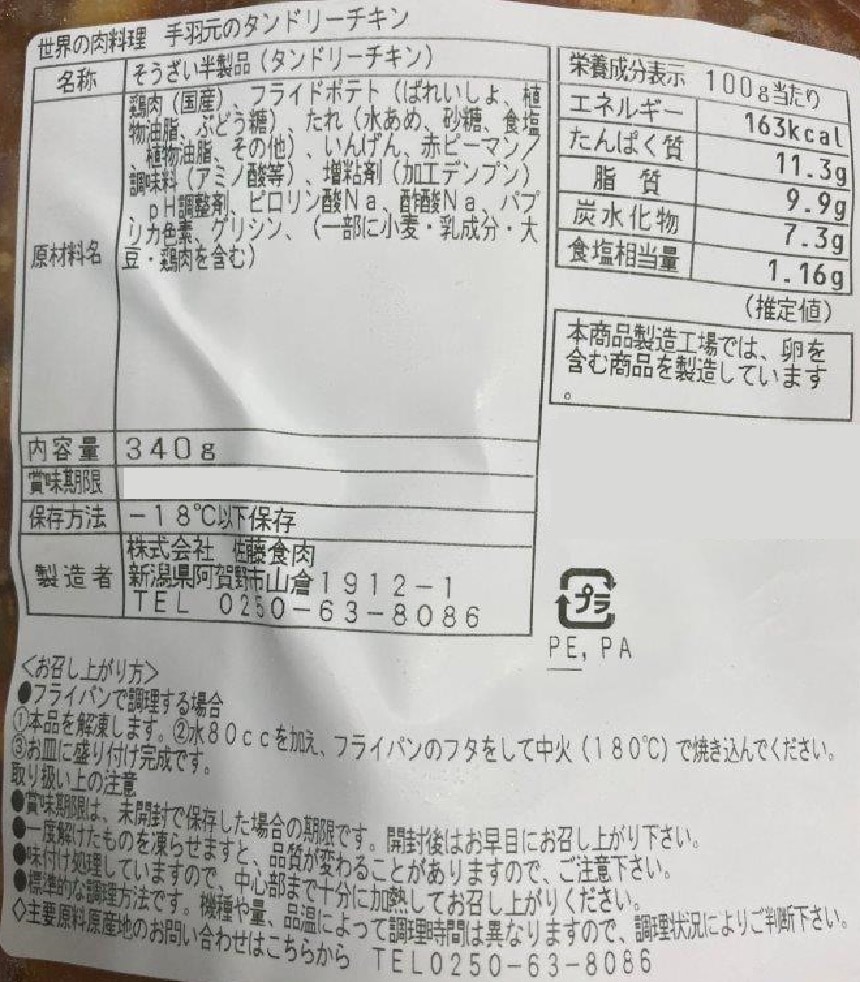 世界の肉料理 手羽元のタンドリーチキン
名称 そうざい半製品(タンドリーチキン)
原材料名
鶏肉(国産)、フライドポテト(ばれいしょ、植
物油脂、ぶどう糖)、たれ(水あめ、砂糖、食塩
、植物油脂、その他)、いんげん、赤ピーマン/
調味料(アミノ酸等)、増粘剤(加工デンプン)
、pH調整剤、ピロリン酸Na、酢酸Na、パプ
リカ色素、グリシン、(一部に小麦・乳成分・大
豆・鶏肉を含む)
内容量 340g
賞味期限
保存方法 -18℃以下保存
製造者
株式会社 佐藤食肉
新潟県阿賀野市山倉1912-1
TEL 0250-63-8086
栄養成分表示 100g当たり
エネルギー 163kcal
たんぱく質 11.3g
脂質 9.9g
炭水化物 7.3g
食塩相当量 1.16g
(推定値)
本商品製造工場では、卵を
含む商品を製造しています
。
プラ
PE, PA
<お召し上がり方>
●フライパンで調理する場合
①本品を解凍します。②水80ccを加え、フライパンのフタをして中火(180℃)で焼き込んでください。
③お皿に盛り付け完成です。
取り扱い上の注意
●賞味期限は、未開封で保存した場合の期限です。開封後はお早目にお召し上がり下さい。
●一度解けたものを凍らせますと、品質が変わることがありますので、ご注意下さい。
●味付け処理していますので、中心部まで十分に加熱してお召し上がりください。
●標準的な調理方法です。機種や量、品温によって調理時間は異なりますので、調理状況によりご判断下さい。
◇主要原料原産地のお問い合わせはこちらから TEL0250-63-8086